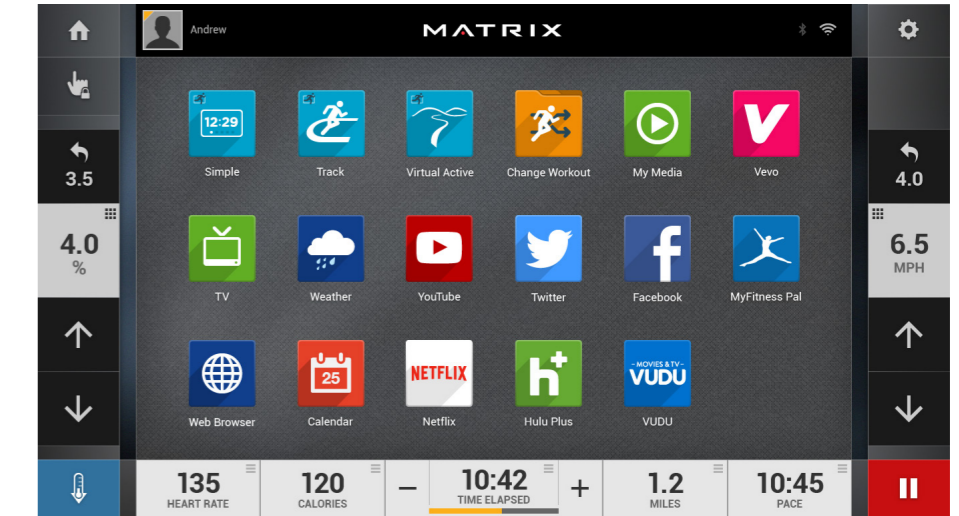 Andrew
MATRIX
3.5
4.0
%
4.0
6.5
MPH
12:29
Simple
Track
Virtual Active
Change Workout
My Media
Vevo
TV
Weather
YouTube
Twitter
Facebook
MyFitness Pal
Web Browser
25
Calendar
NETFLIX
Netflix
h+
Hulu Plus
- MOVIES & TV -
VUDU
VUDU
135
HEART RATE
120
CALORIES
10:42
TIME ELAPSED
1.2
MILES
10:45
PACE